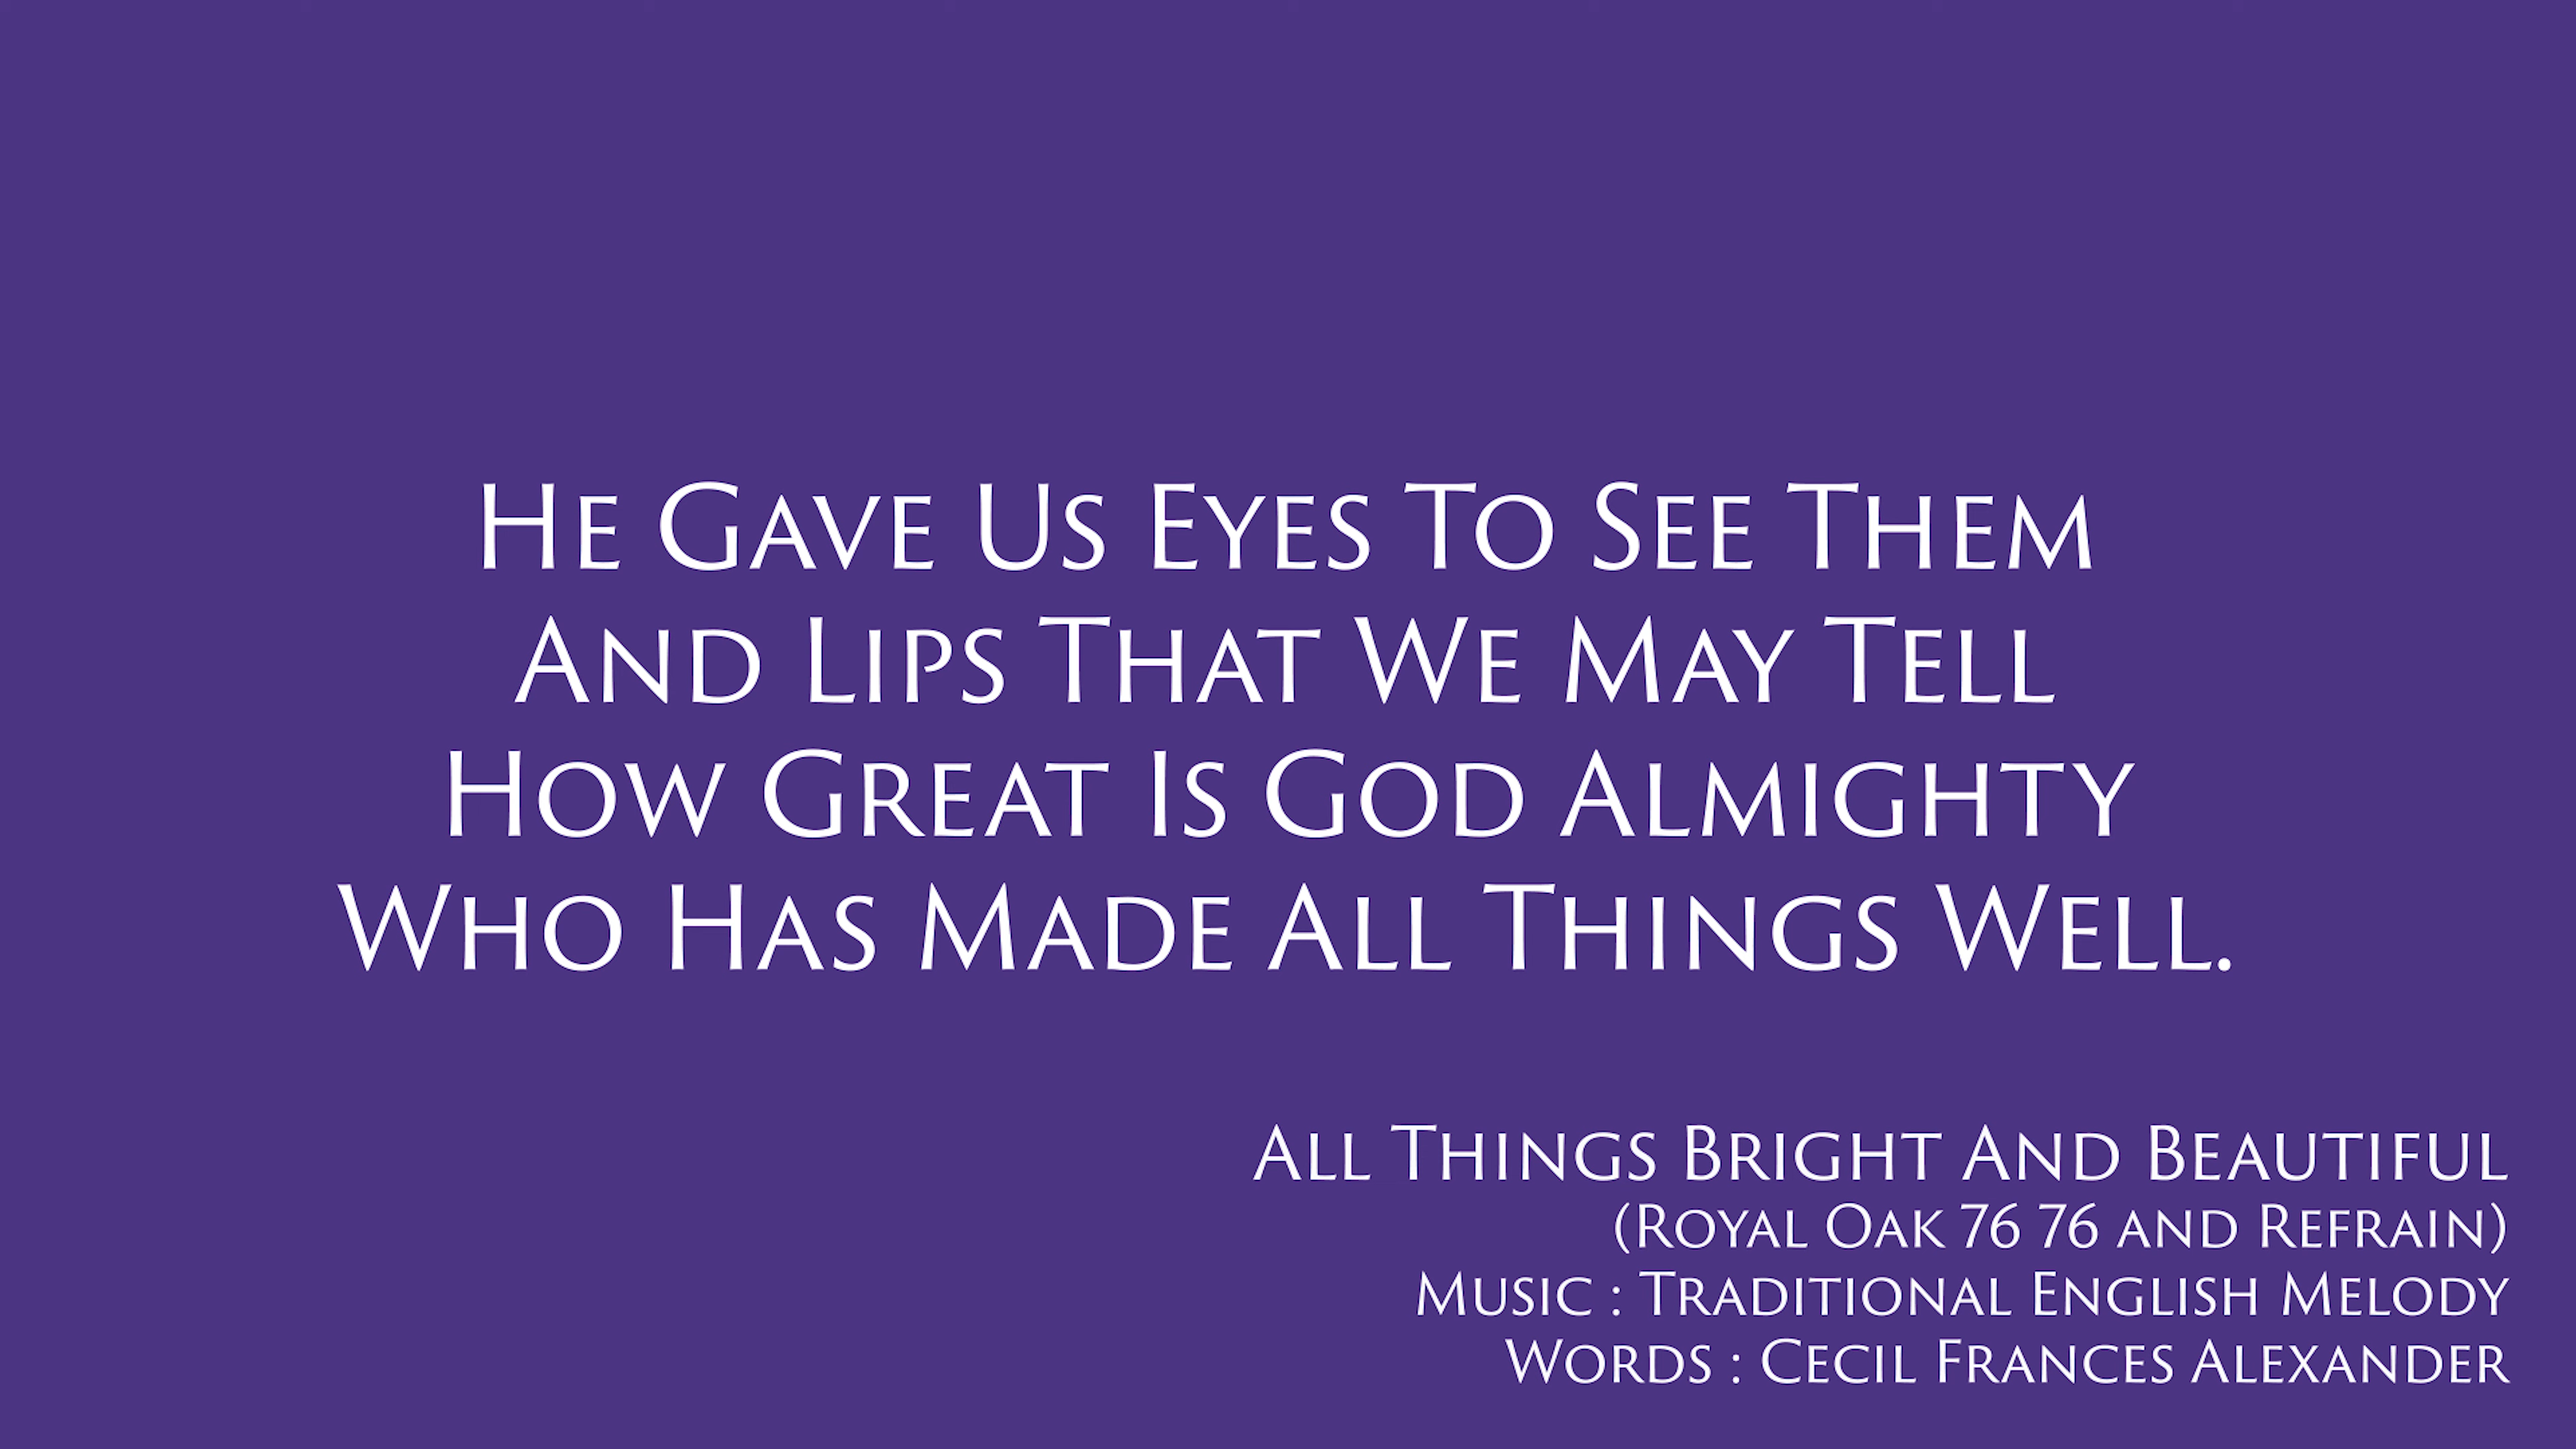 He Gave Us Eyes To See Them
And Lips That We May Tell
How Great Is God Almighty
Who Has Made All Things Well.
All Things Bright And Beautiful
(Royal Oak 76 76 and Refrain)
Music : Traditional English Melody
Words : Cecil Frances Alexander